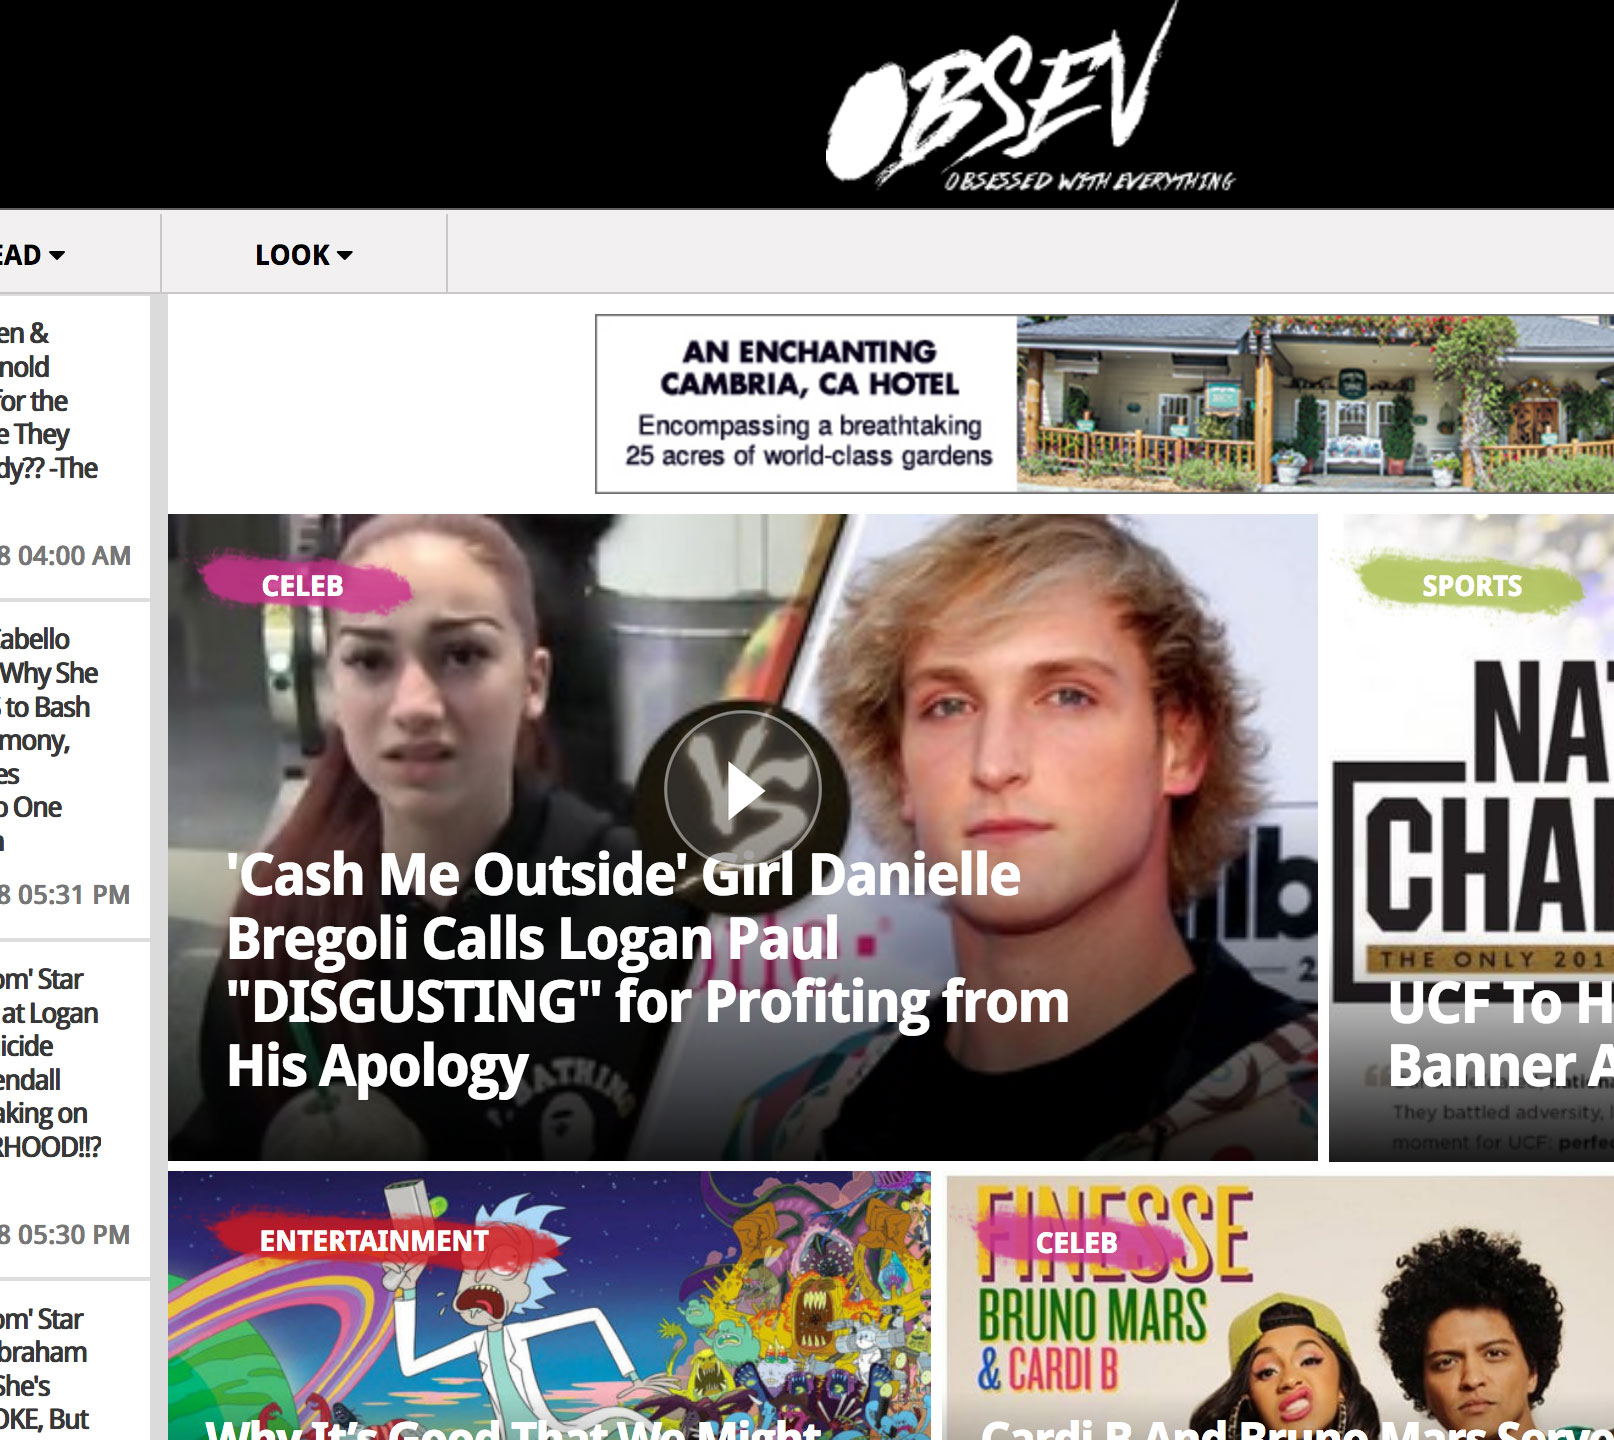 OBSEV
OBSESSED WITH EVERYTHING
EAD
LOOK
en &
nold
for the
e They
dy?? -The
8 04:00 AM
Cabello
Why She
to Bash
mony,
es
o One
8 05:31 PM
om' Star
at Logan
icide
endall
aking on
RHOOD!!?
8 05:30 PM
om' Star
braham
She's
OKE, But
AN ENCHANTING
CAMBRIA, CA HOTEL
Encompassing a breathtaking
25 acres of world-class gardens
CELEB
VS
'Cash Me Outside' Girl Danielle
Bregoli Calls Logan Paul
"DISGUSTING" for Profiting from
His Apology
BATHING
SPORTS
NAT
CHAM
THE ONLY 201
UCF To H
Banner A
They battled adversity,
moment for UCF: perfe
ENTERTAINMENT
Why It's Good That We Might
FINESSE
CELEB
BRUNO MARS
& CARDI B
Cardi B And Bruno Mars Serve